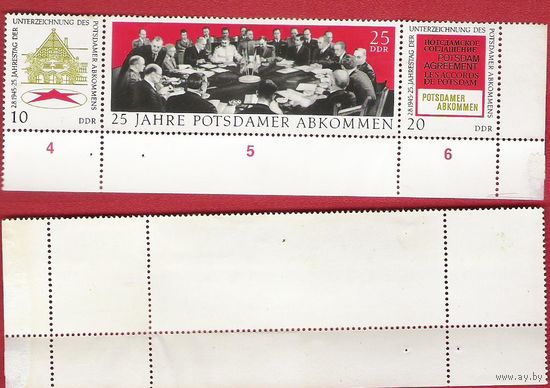 2.8.1945·25.JAHRESTAG DER
UNTERZEICHNUNG DES
POTSDAMER ABKOMMENS
10
DDR
25
DDR
25 JAHRE POTSDAMER ABKOMMEN
2.8.1945·25.JAHRESTAG DER
UNTERZEICHNUNG DES
POTSDAMER ABKOMMENS
ПОТСДАМСКОЕ
СОГЛАШЕНИЕ
POTSDAM
AGREEMENT
LES ACCORDS
DE POTSDAM
POTSDAMER
ABKOMMEN
20
DDR
4
5
6
www.ay.by